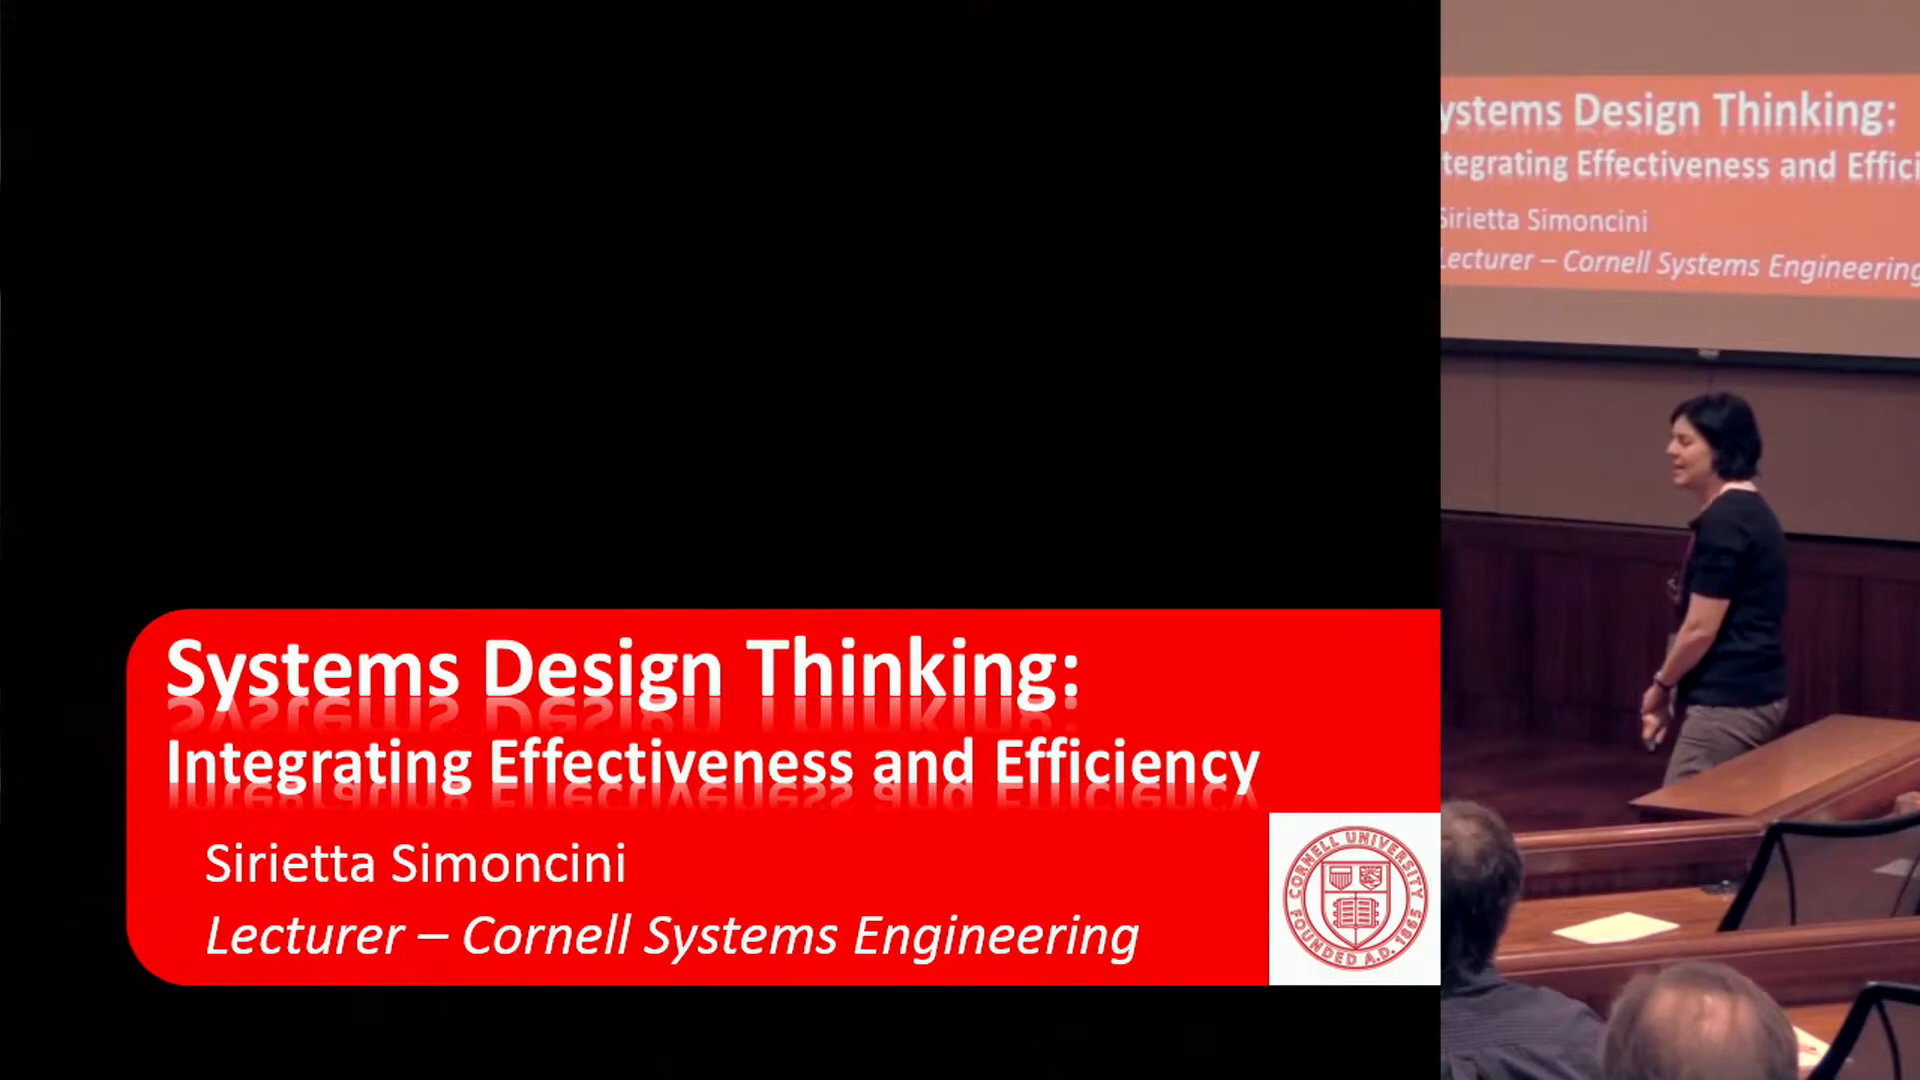 Systems Design Thinking:
Integrating Effectiveness and Efficiency
Sirietta Simoncini
Lecturer – Cornell Systems Engineering
CORNELL UNIVERSITY
FOUNDED A.D. 1865
ystems Design Thinking:
tegrating Effectiveness and Effici
Sirietta Simoncini
Lecturer – Cornell Systems Engineering